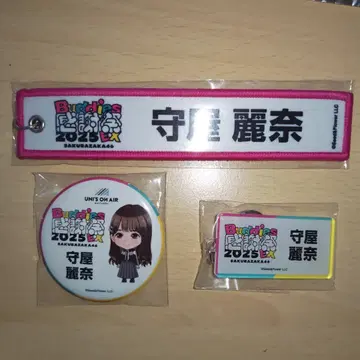 Buddies
感謝祭
2025 EX
SAKURAZAKA46
守屋 麗奈
UNI'S ON AIR
Buddies
感謝祭
2025 EX
SAKURAZAKA46
守屋
麗奈
Buddies
感謝祭
2025 EX
SAKURAZAKA46
守屋
麗奈